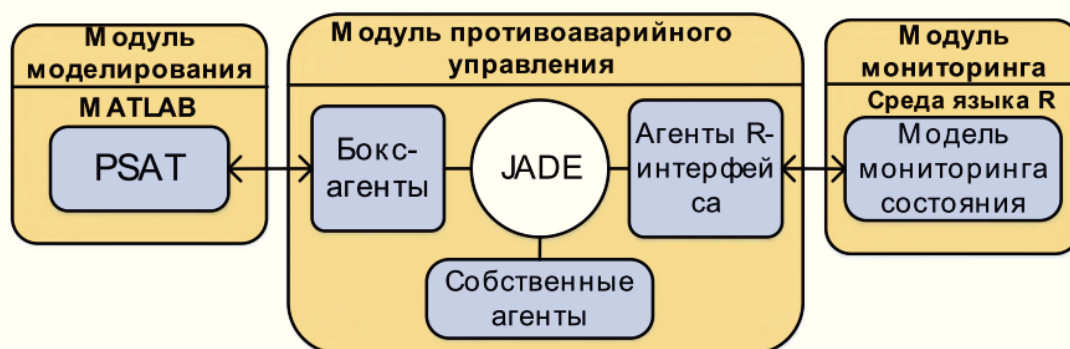 Модуль
моделирования
MATLAB
PSAT
Модуль противоаварийного
управления
Бокс-
агенты
JADE
Агенты R-
интерфей
са
Собственные
агенты
Модуль
мониторинга
Среда языка R
Модель
мониторинга
состояния